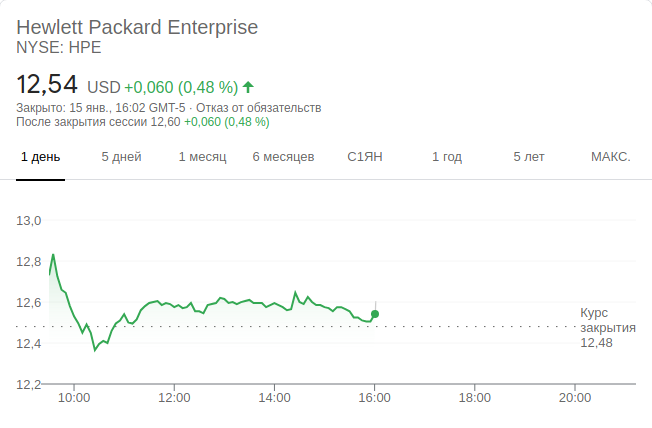 Hewlett Packard Enterprise
NYSE: HPE
12,54 USD +0,060 (0,48 %)
Закрыто: 15 янв., 16:02 GMT-5 · Отказ от обязательств
После закрытия сессии 12,60 +0,060 (0,48 %)
1 день 5 дней 1 месяц 6 месяцев С1ЯН 1 год 5 лет МАКС.
13,0
12,8
12,6
Курс
закрытия
12,48
12,4
12,2
10:00 12:00 14:00 16:00 18:00 20:00